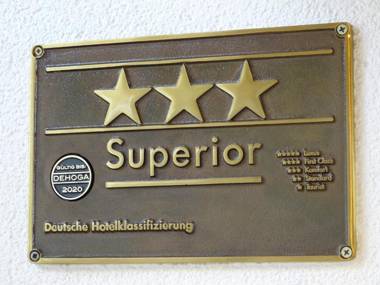 Superior
GÜLTIG BIS
DEHOGA
2020
★★★★★ Luxus
★★★★ First Class
★★★ Komfort
★★ Standard
★ Tourist
Deutsche Hotelklassifizierung